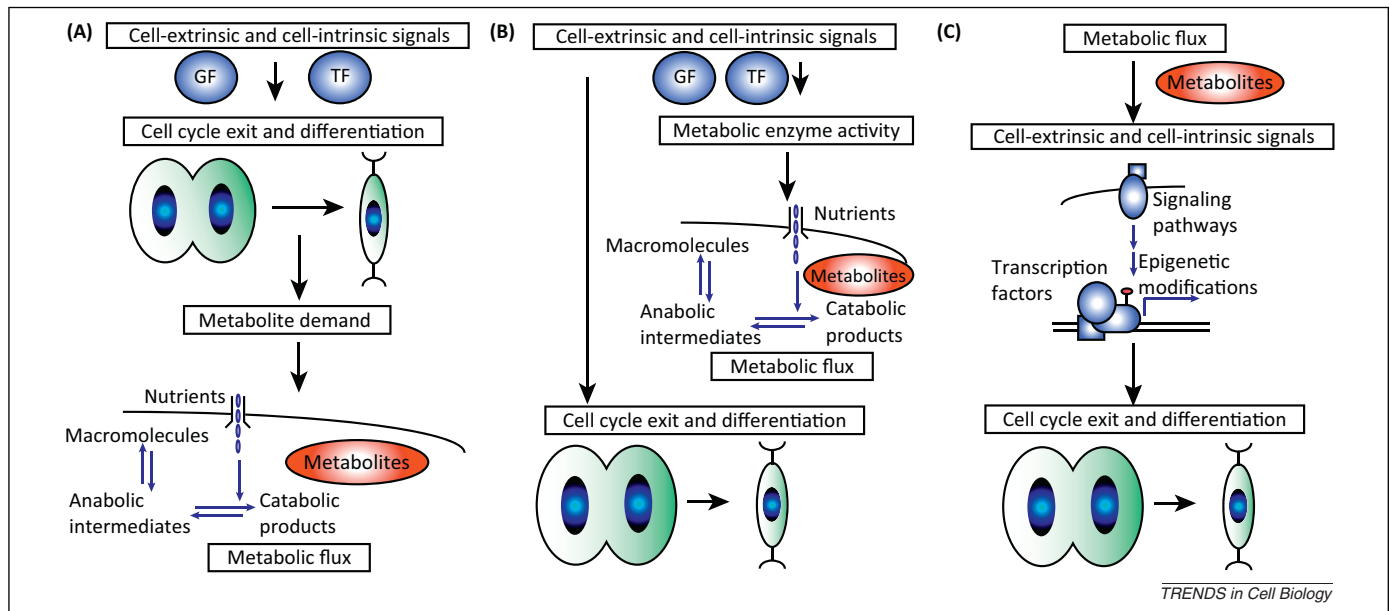 (A)
Cell-extrinsic and cell-intrinsic signals
GF
TF
Cell cycle exit and differentiation
Metabolite demand
Nutrients
Macromolecules
Metabolites
Anabolic
intermediates
Catabolic
products
Metabolic flux
(B)
Cell-extrinsic and cell-intrinsic signals
GF
TF
Metabolic enzyme activity
Nutrients
Macromolecules
Metabolites
Anabolic
intermediates
Catabolic
products
Metabolic flux
Cell cycle exit and differentiation
(C)
Metabolic flux
Metabolites
Cell-extrinsic and cell-intrinsic signals
Signaling
pathways
Transcription
factors
Epigenetic
modifications
Cell cycle exit and differentiation
TRENDS in Cell Biology